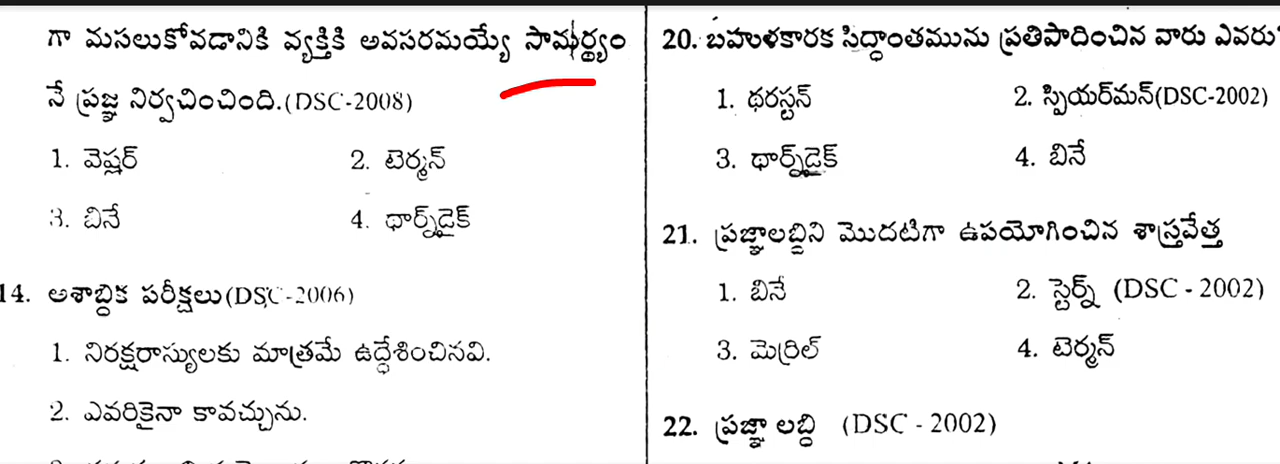 గా మసలుకోవడానికి వ్యక్తికి అవసరమయ్యే సామర్థ్యం
నే ప్రజ్ఞ నిర్వచించింది.(DSC-2008)
1. వెష్లర్ 2. టెర్మన్
3. బినే 4. థార్న్‌డైక్
14. అశాబ్దిక పరీక్షలు(DSC-2006)
1. నిరక్షరాస్యులకు మాత్రమే ఉద్దేశించినవి.
2. ఎవరికైనా కావచ్చును.
20. బహుళకారక సిద్ధాంతమును ప్రతిపాదించిన వారు ఎవరు
1. థరస్టన్ 2. స్పియర్‌మన్(DSC-2002)
3. థార్న్‌డైక్ 4. బినే
21. ప్రజ్ఞాలబ్ధిని మొదటిగా ఉపయోగించిన శాస్త్రవేత్త
1. బినే 2. స్టెర్న్ (DSC - 2002)
3. మెర్రిల్ 4. టెర్మన్
22. ప్రజ్ఞా లబ్ధి (DSC - 2002)